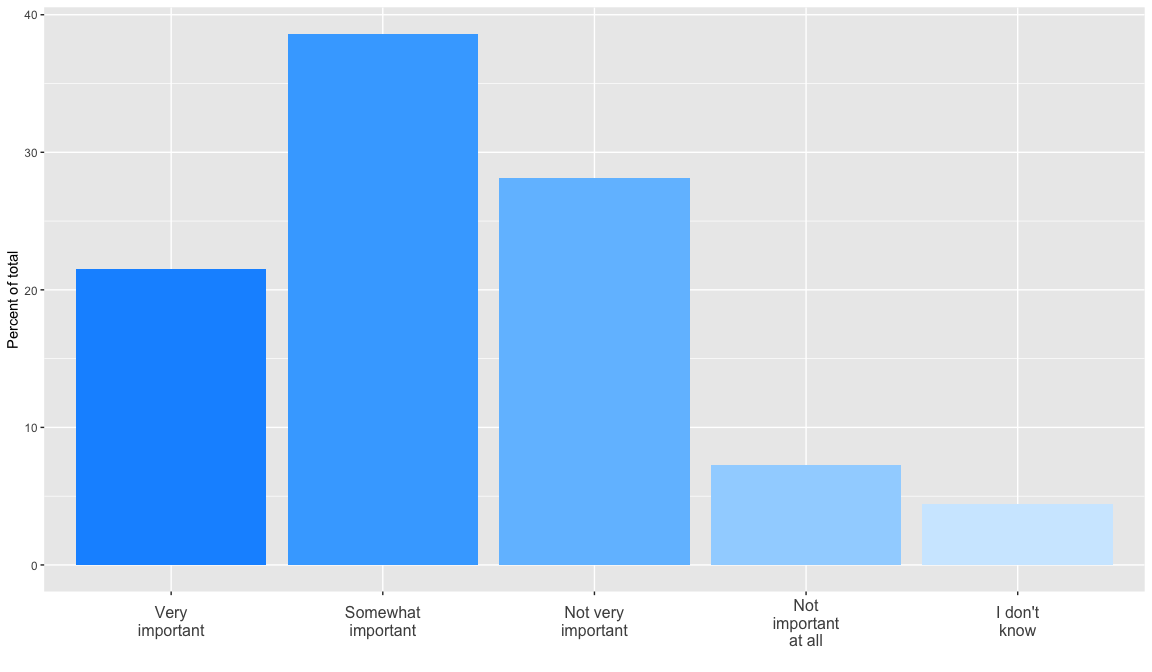 40
30
20
10
0
Percent of total
Very
important
Somewhat
important
Not very
important
Not
important
at all
I don't
know